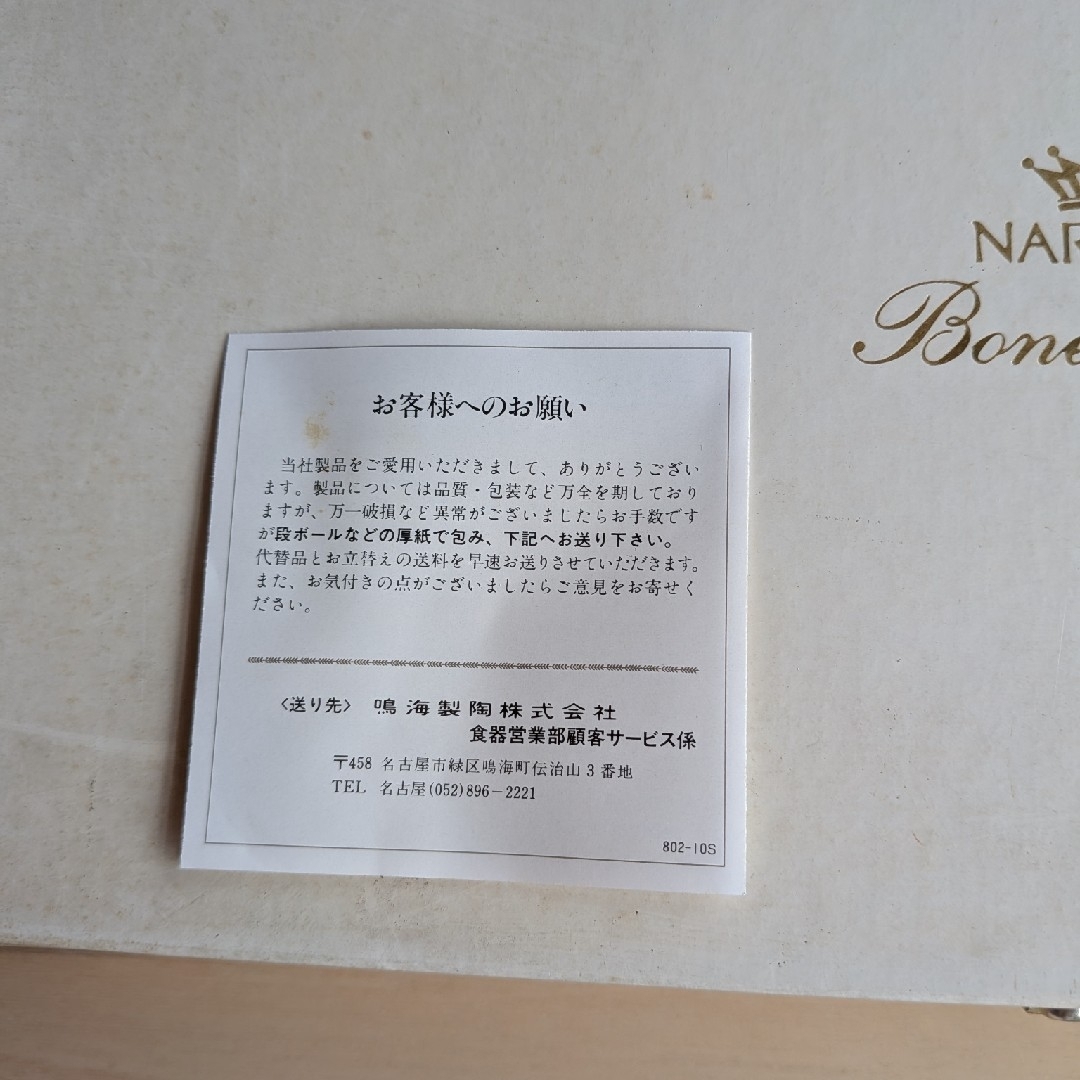 NAR
Bone
お客様へのお願い
当社製品をご愛用いただきまして、ありがとうござい
ます。製品については品質・包装など万全を期しており
ますが、万一破損など異常がございましたらお手数です
が段ボールなどの厚紙で包み、下記へお送り下さい。
代替品とお立替えの送料を早速お送りさせていただきます。
また、お気付きの点がございましたらご意見をお寄せく
ださい。
〈送り先〉 鳴海製陶株式会社
食器営業部顧客サービス係
〒458 名古屋市緑区鳴海町伝治山3番地
TEL 名古屋(052)896-2221
802-10S